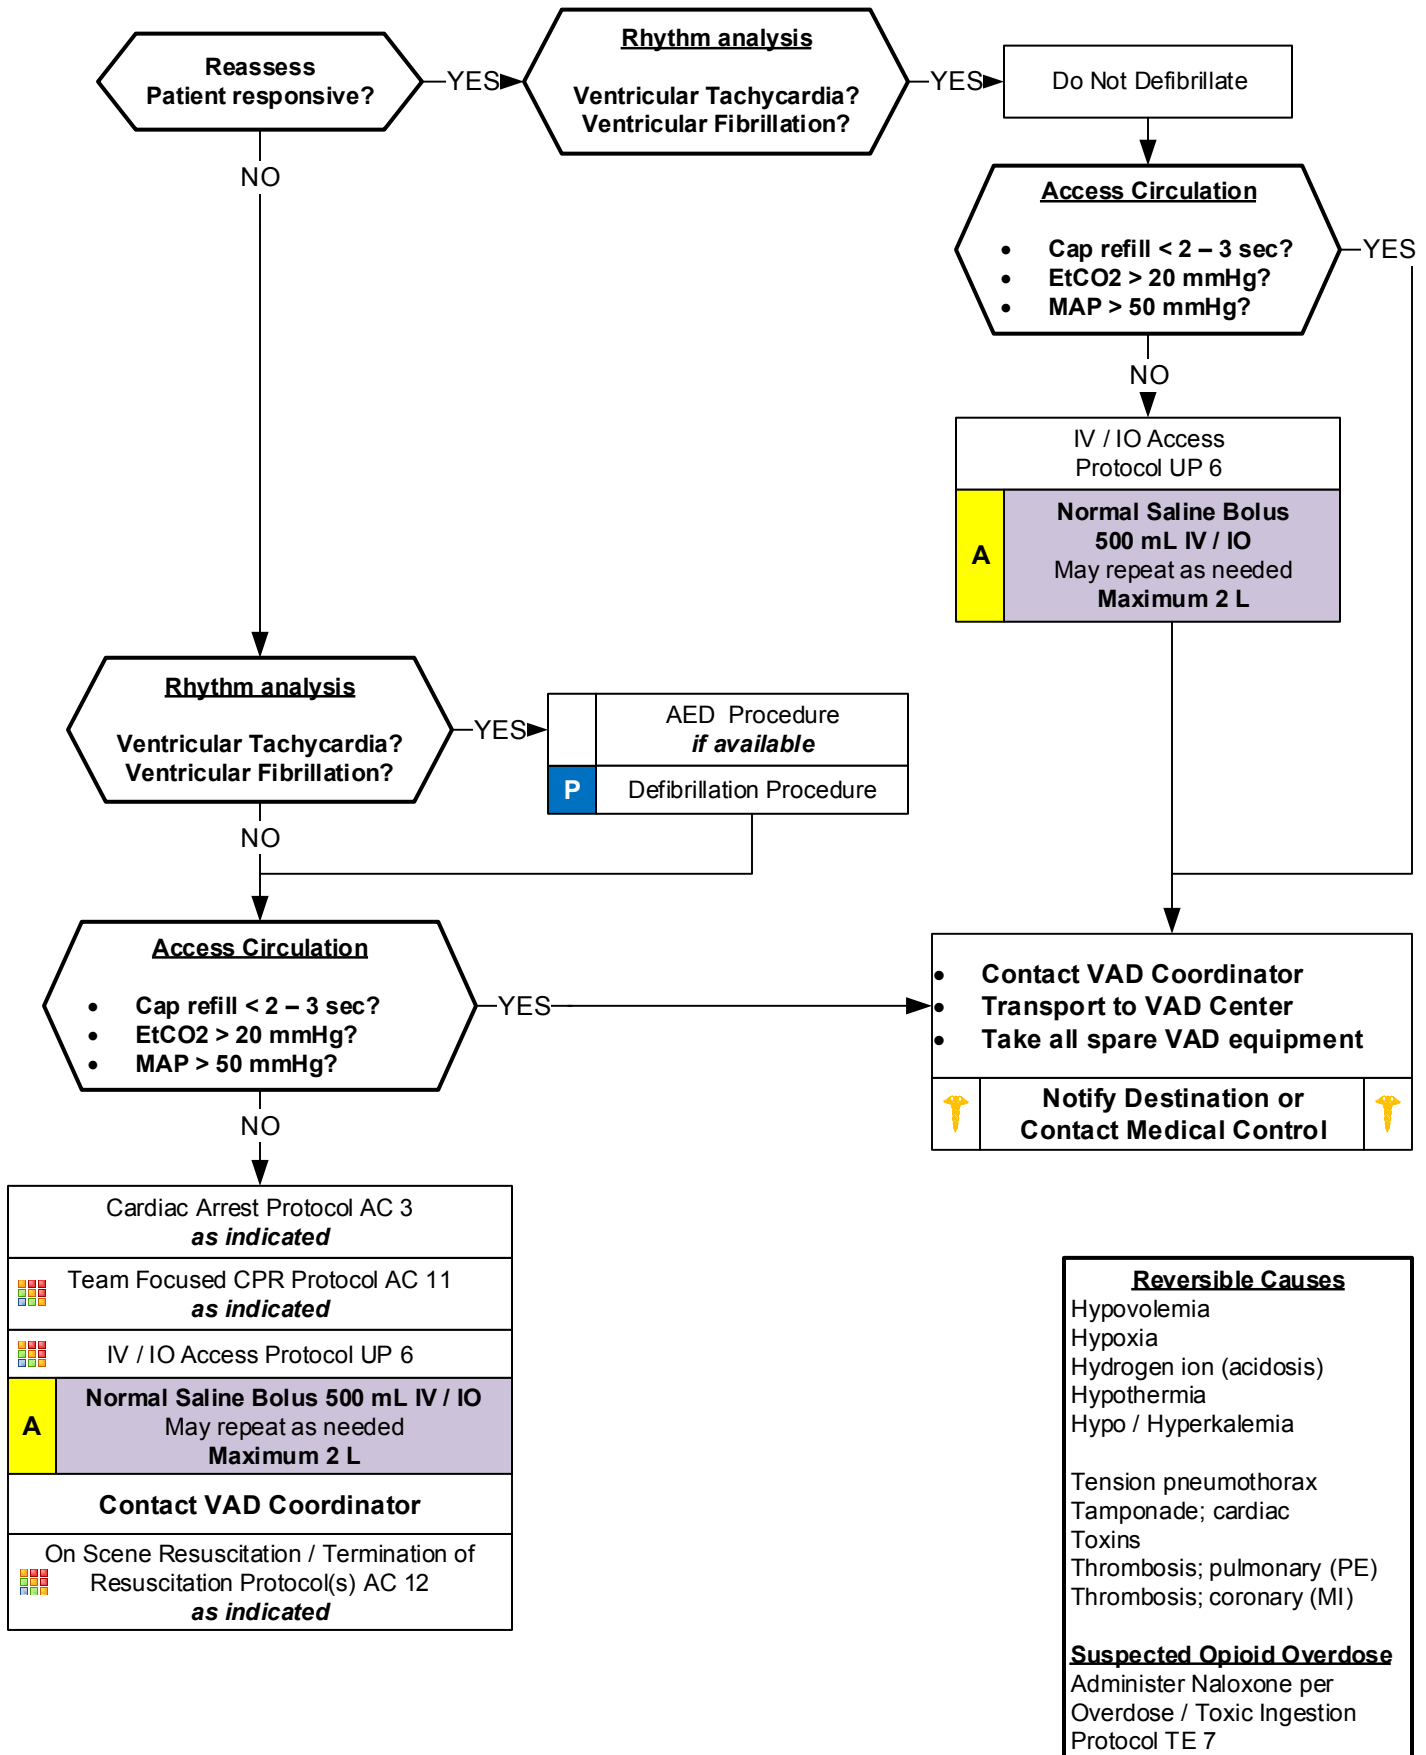 Reassess
Patient responsive?
YES
Rhythm analysis
Ventricular Tachycardia?
Ventricular Fibrillation?
YES
Do Not Defibrillate
NO
Access Circulation
• Cap refill < 2 – 3 sec?
• EtCO2 > 20 mmHg?
• MAP > 50 mmHg?
YES
NO
IV / IO Access
Protocol UP 6
A
Normal Saline Bolus
500 mL IV / IO
May repeat as needed
Maximum 2 L
Rhythm analysis
Ventricular Tachycardia?
Ventricular Fibrillation?
YES
AED Procedure
if available
P
Defibrillation Procedure
NO
Access Circulation
• Cap refill < 2 – 3 sec?
• EtCO2 > 20 mmHg?
• MAP > 50 mmHg?
YES
• Contact VAD Coordinator
• Transport to VAD Center
• Take all spare VAD equipment
Notify Destination or
Contact Medical Control
NO
Cardiac Arrest Protocol AC 3
as indicated
Team Focused CPR Protocol AC 11
as indicated
IV / IO Access Protocol UP 6
A
Normal Saline Bolus 500 mL IV / IO
May repeat as needed
Maximum 2 L
Contact VAD Coordinator
On Scene Resuscitation / Termination of
Resuscitation Protocol(s) AC 12
as indicated
Reversible Causes
Hypovolemia
Hypoxia
Hydrogen ion (acidosis)
Hypothermia
Hypo / Hyperkalemia
Tension pneumothorax
Tamponade; cardiac
Toxins
Thrombosis; pulmonary (PE)
Thrombosis; coronary (MI)
Suspected Opioid Overdose
Administer Naloxone per
Overdose / Toxic Ingestion
Protocol TE 7